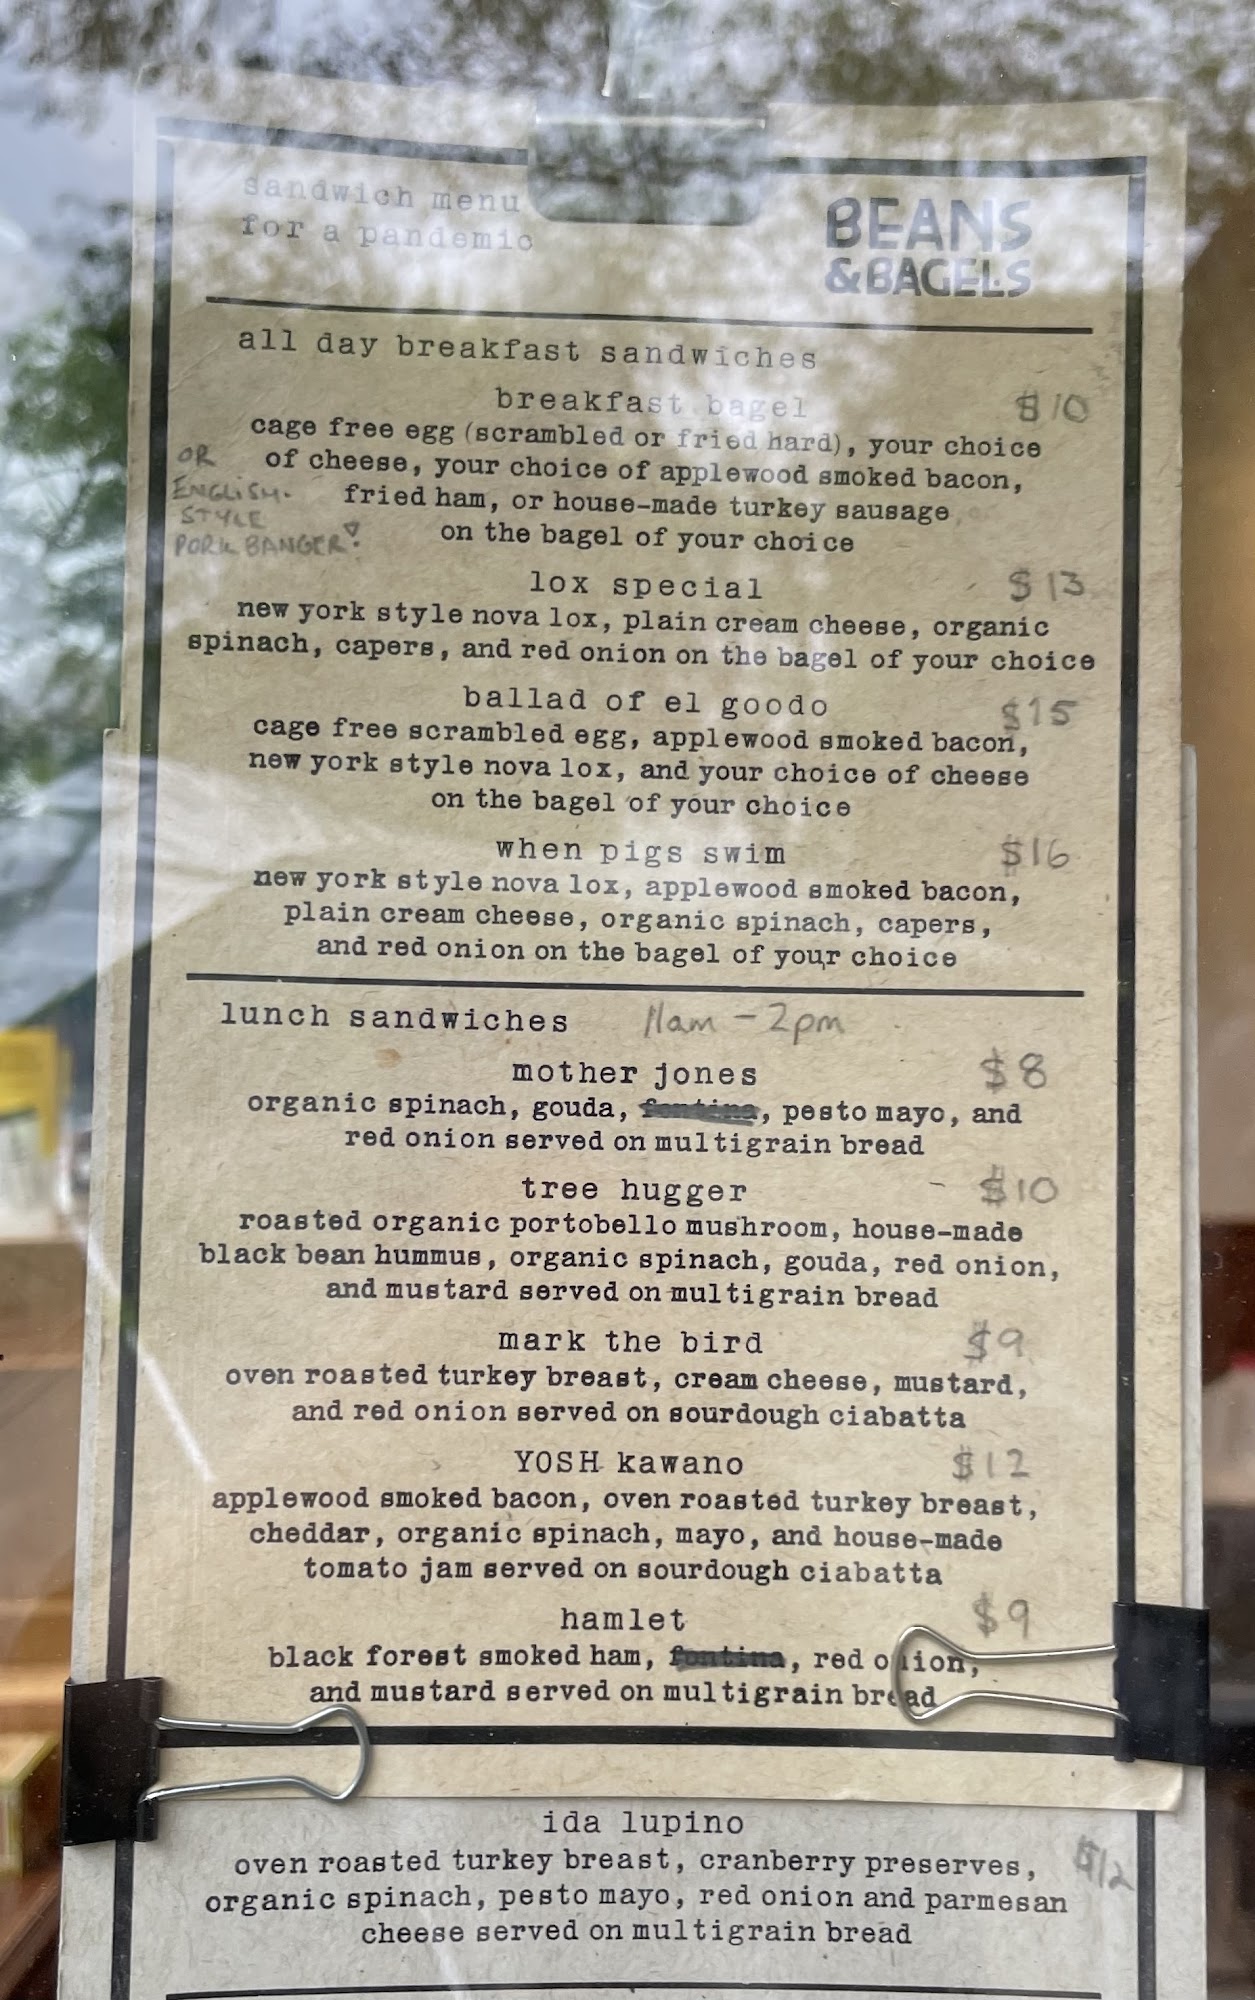 sandwich menu
for a pandemic
BEANS
&BAGELS
all day breakfast sandwiches
breakfast bagel $10
cage free egg (scrambled or fried hard), your choice
of cheese, your choice of applewood smoked bacon,
fried ham, or house-made turkey sausage
on the bagel of your choice
OR
ENGLISH-
STYLE
PORK BANGER!
lox special $13
new york style nova lox, plain cream cheese, organic
spinach, capers, and red onion on the bagel of your choice
ballad of el goodo $15
cage free scrambled egg, applewood smoked bacon,
new york style nova lox, and your choice of cheese
on the bagel of your choice
when pigs swim $16
new york style nova lox, applewood smoked bacon,
plain cream cheese, organic spinach, capers,
and red onion on the bagel of your choice
lunch sandwiches 11am - 2pm
mother jones $8
organic spinach, gouda, fontina, pesto mayo, and
red onion served on multigrain bread
tree hugger $10
roasted organic portobello mushroom, house-made
black bean hummus, organic spinach, gouda, red onion,
and mustard served on multigrain bread
mark the bird $9
oven roasted turkey breast, cream cheese, mustard,
and red onion served on sourdough ciabatta
YOSH kawano $12
applewood smoked bacon, oven roasted turkey breast,
cheddar, organic spinach, mayo, and house-made
tomato jam served on sourdough ciabatta
hamlet $9
black forest smoked ham, fontina, red onion,
and mustard served on multigrain bread
ida lupino
oven roasted turkey breast, cranberry preserves, $12
organic spinach, pesto mayo, red onion and parmesan
cheese served on multigrain bread